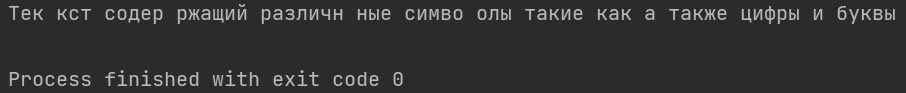 Тек кст содер ржащий различн ные симво олы такие как а также цифры и буквы
Process finished with exit code 0